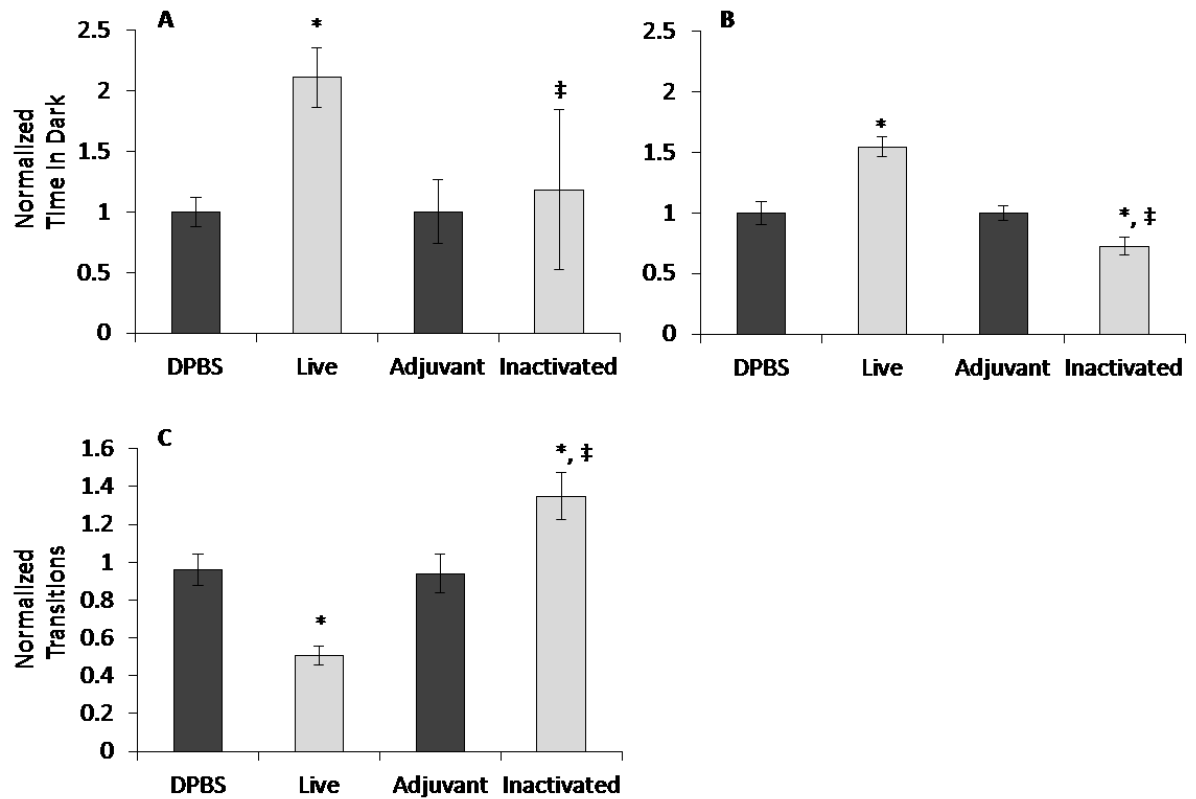 A
Normalized
Time In Dark
2.5
2
1.5
1
0.5
0
*
‡
DPBS Live Adjuvant Inactivated
B
2.5
2
1.5
1
0.5
0
*
*, ‡
DPBS Live Adjuvant Inactivated
C
Normalized
Transitions
1.6
1.4
1.2
1
0.8
0.6
0.4
0.2
0
*
*, ‡
DPBS Live Adjuvant Inactivated